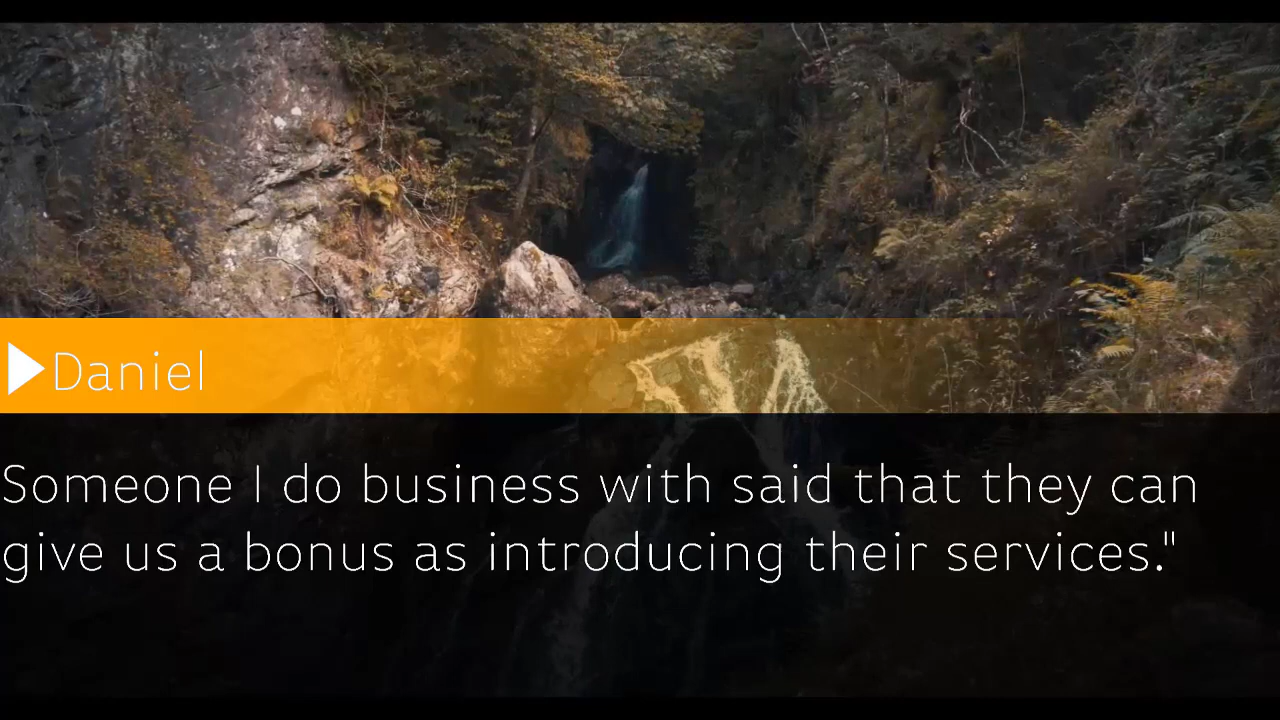 Daniel
Someone I do business with said that they can
give us a bonus as introducing their services."